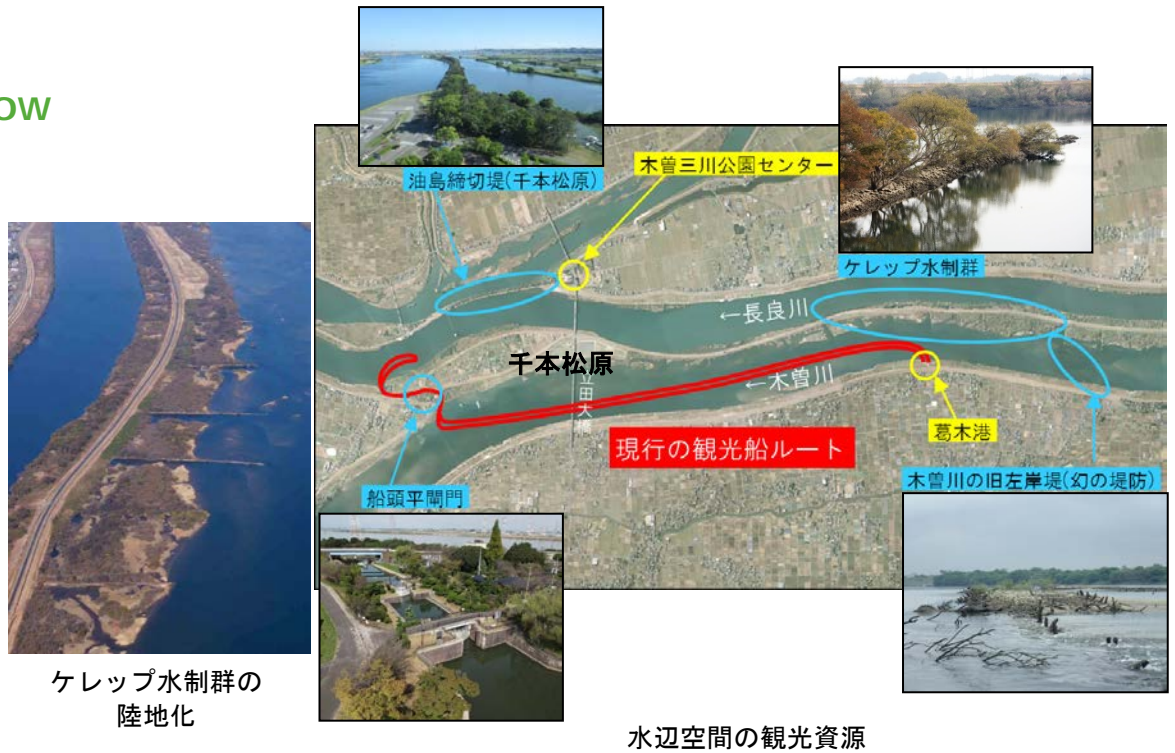 ow
油島締切堤(千本松原)
木曽三川公園センター
ケレップ水制群
←長良川
千本松原
立田大橋
←木曽川
葛木港
現行の観光船ルート
船頭平閘門
木曽川の旧左岸堤(幻の堤防)
ケレップ水制群の
陸地化
水辺空間の観光資源